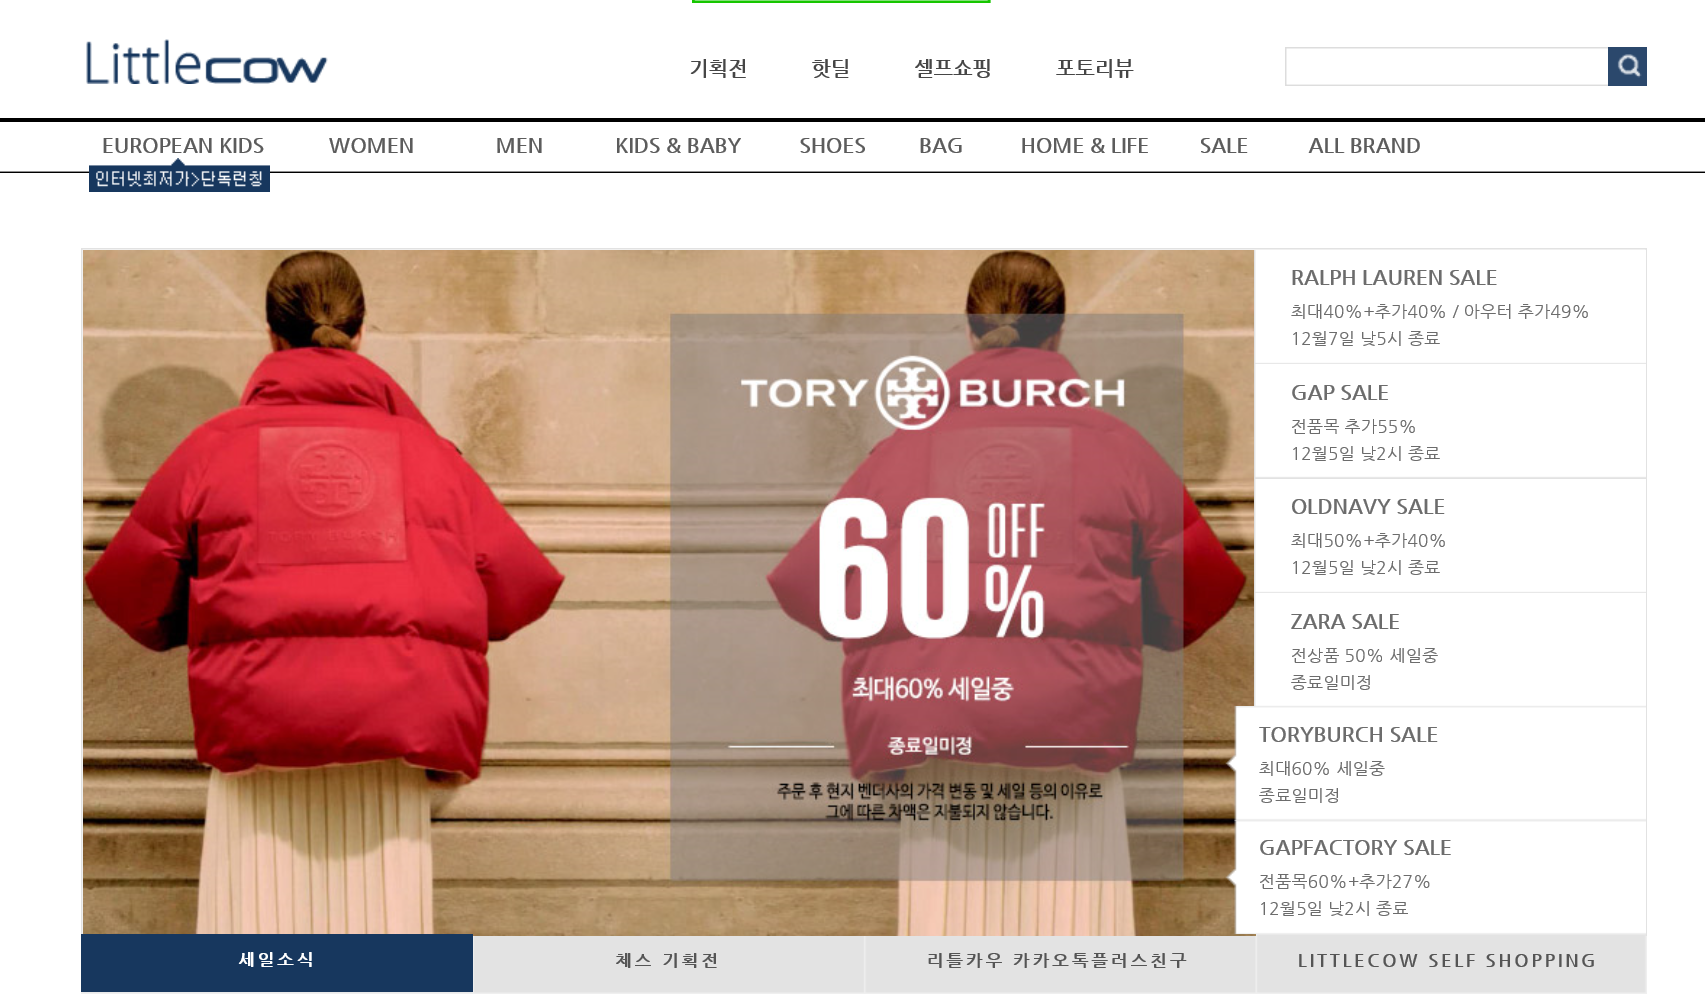 Littlecow
기획전 핫딜 셀프쇼핑 포토리뷰
EUROPEAN KIDS WOMEN MEN KIDS & BABY SHOES BAG HOME & LIFE SALE ALL BRAND
인터넷최저가>단독런칭
TORY BURCH
60% OFF
최대60% 세일중
종료일미정
주문 후 현지 벤더사의 가격 변동 및 세일 등의 이유로
그에 따른 차액은 지불되지 않습니다.
RALPH LAUREN SALE
최대40%+추가40% / 아우터 추가49%
12월7일 낮5시 종료
GAP SALE
전품목 추가55%
12월5일 낮2시 종료
OLDNAVY SALE
최대50%+추가40%
12월5일 낮2시 종료
ZARA SALE
전상품 50% 세일중
종료일미정
TORYBURCH SALE
최대60% 세일중
종료일미정
GAPFACTORY SALE
전품목60%+추가27%
12월5일 낮2시 종료
세일소식 체스 기획전 리틀카우 카카오톡플러스친구 LITTLECOW SELF SHOPPING